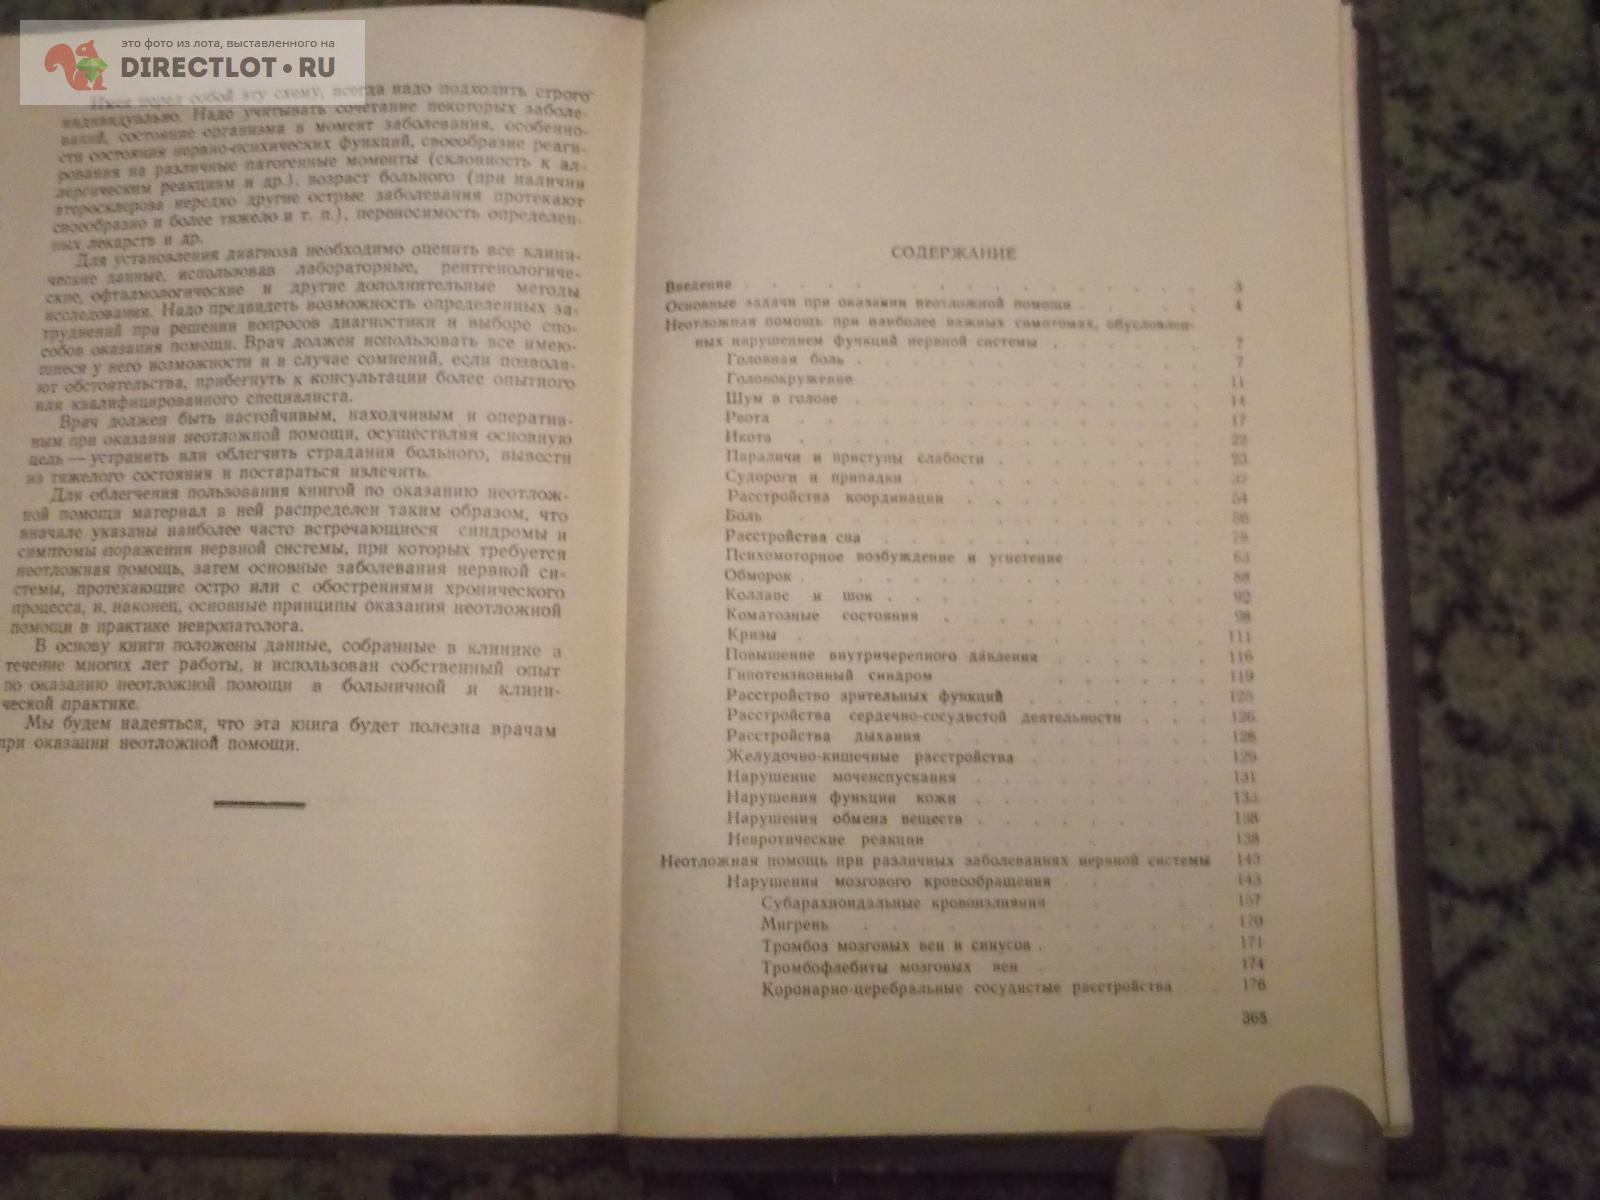 это фото из лота, выставленного на
DIRECTLOT.RU
Имея перед собой эту схему, всегда надо подходить строго
индивидуально. Надо учитывать сочетание некоторых заболе-
ваний, состояние организма в момент заболевания, особенно-
сти состояния нервно-психических функций, своеобразие реаги-
рования на различные патогенные моменты (склонность к ал-
лергическим реакциям и др.), возраст больного (при наличии
атеросклероза нередко другие острые заболевания протекают
своеобразно и более тяжело и т. п.), переносимость определен-
ных лекарств и др.
Для установления диагноза необходимо оценить все клини-
ческие данные, использовав лабораторные, рентгенологиче-
ские, офталмологические и другие дополнительные методы
исследования. Надо предвидеть возможность определенных за-
труднений при решении вопросов диагностики и выборе спо-
собов оказания помощи. Врач должен использовать все имею-
щиеся у него возможности и в случае сомнений, если позволя-
ют обстоятельства, прибегнуть к консультации более опытного
или квалифицированного специалиста.
Врач должен быть настойчивым, находчивым и оператив-
ным при оказании неотложной помощи, осуществляя основную
цель — устранить или облегчить страдания больного, вывести
из тяжелого состояния и постараться излечить.
Для облегчения пользования книгой по оказанию неотлож-
ной помощи материал в ней распределен таким образом, что
вначале указаны наиболее часто встречающиеся синдромы и
симптомы поражения нервной системы, при которых требуется
неотложная помощь, затем основные заболевания нервной си-
стемы, протекающие остро или с обострениями хронического
процесса, и, наконец, основные принципы оказания неотложной
помощи в практике невропатолога.
В основу книги положены данные, собранные в клинике в
течение многих лет работы, и использован собственный опыт
по оказанию неотложной помощи в больничной и клини-
ческой практике.
Мы будем надеяться, что эта книга будет полезна врачам
при оказании неотложной помощи.
СОДЕРЖАНИЕ
Введение 3
Основные задачи при оказании неотложной помощи 4
Неотложная помощь при наиболее важных симптомах, обусловлен-
ных нарушением функций нервной системы 7
Головная боль 7
Головокружение 11
Шум в голове 14
Рвота 17
Икота 22
Параличи и приступы слабости 23
Судороги и припадки 37
Расстройства координации 54
Боль 56
Расстройства сна 78
Психомоторное возбуждение и угнетение 83
Обморок 88
Коллапс и шок 92
Коматозные состояния 98
Кризы 111
Повышение внутричерепного давления 116
Гипотензионный синдром 119
Расстройство зрительных функций 125
Расстройства сердечно-сосудистой деятельности 126
Расстройства дыхания 128
Желудочно-кишечные расстройства 129
Нарушение мочеиспускания 131
Нарушения функции кожи
Нарушения обмена веществ 138
Невротические реакции 138
Неотложная помощь при различных заболеваниях нервной системы 143
Нарушения мозгового кровообращения 143
Субарахноидальные кровоизлияния 157
Мигрень 170
Тромбоз мозговых вен и синусов 171
Тромбофлебиты мозговых вен 174
Коронарно-церебральные сосудистые расстройства 176
365